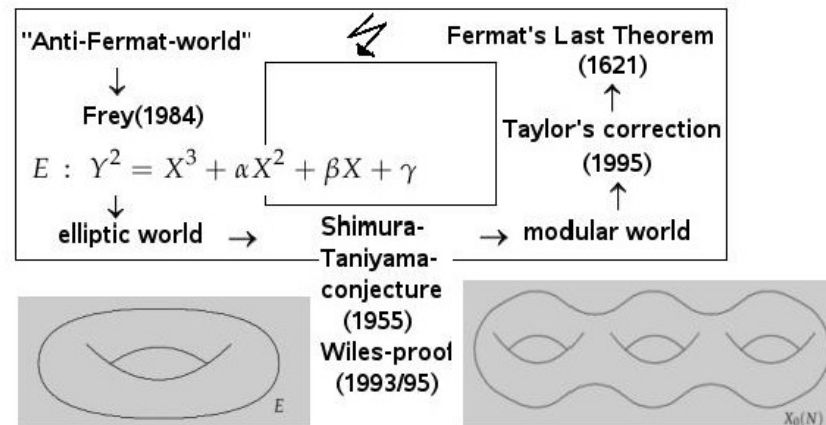 "Anti-Fermat-world"
↓
Frey(1984)
E : Y² = X³ + αX² + βX + γ
↓
elliptic world →
Shimura-
Taniyama-
conjecture
(1955)
Wiles-proof
(1993/95)
→ modular world
↑
Taylor's correction
(1995)
↑
Fermat's Last Theorem
(1621)
E
X₀(N)